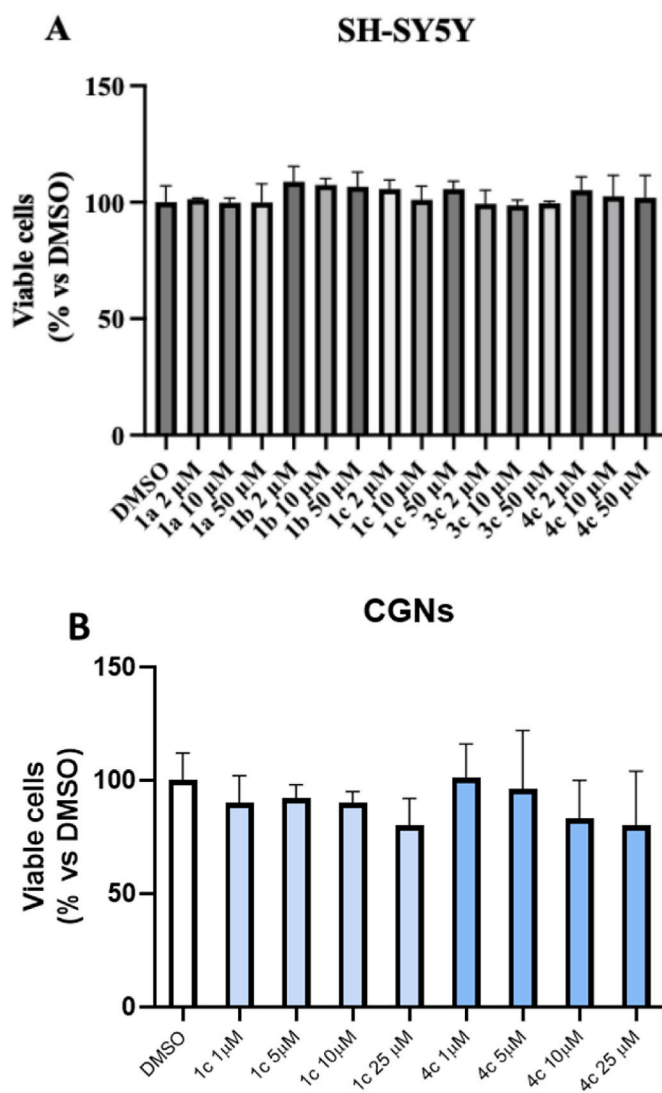 A
SH-SY5Y
Viable cells
(% vs DMSO)
150
100
50
0
DMSO
1a 2 µM
1a 10 µM
1a 50 µM
1b 2 µM
1b 10 µM
1b 50 µM
1c 2 µM
1c 10 µM
1c 50 µM
3c 2 µM
3c 10 µM
3c 50 µM
4c 2 µM
4c 10 µM
4c 50 µM
B
CGNs
Viable cells
(% vs DMSO)
150
100
50
0
DMSO
1c 1µM
1c 5µM
1c 10µM
1c 25 µM
4c 1µM
4c 5µM
4c 10µM
4c 25 µM